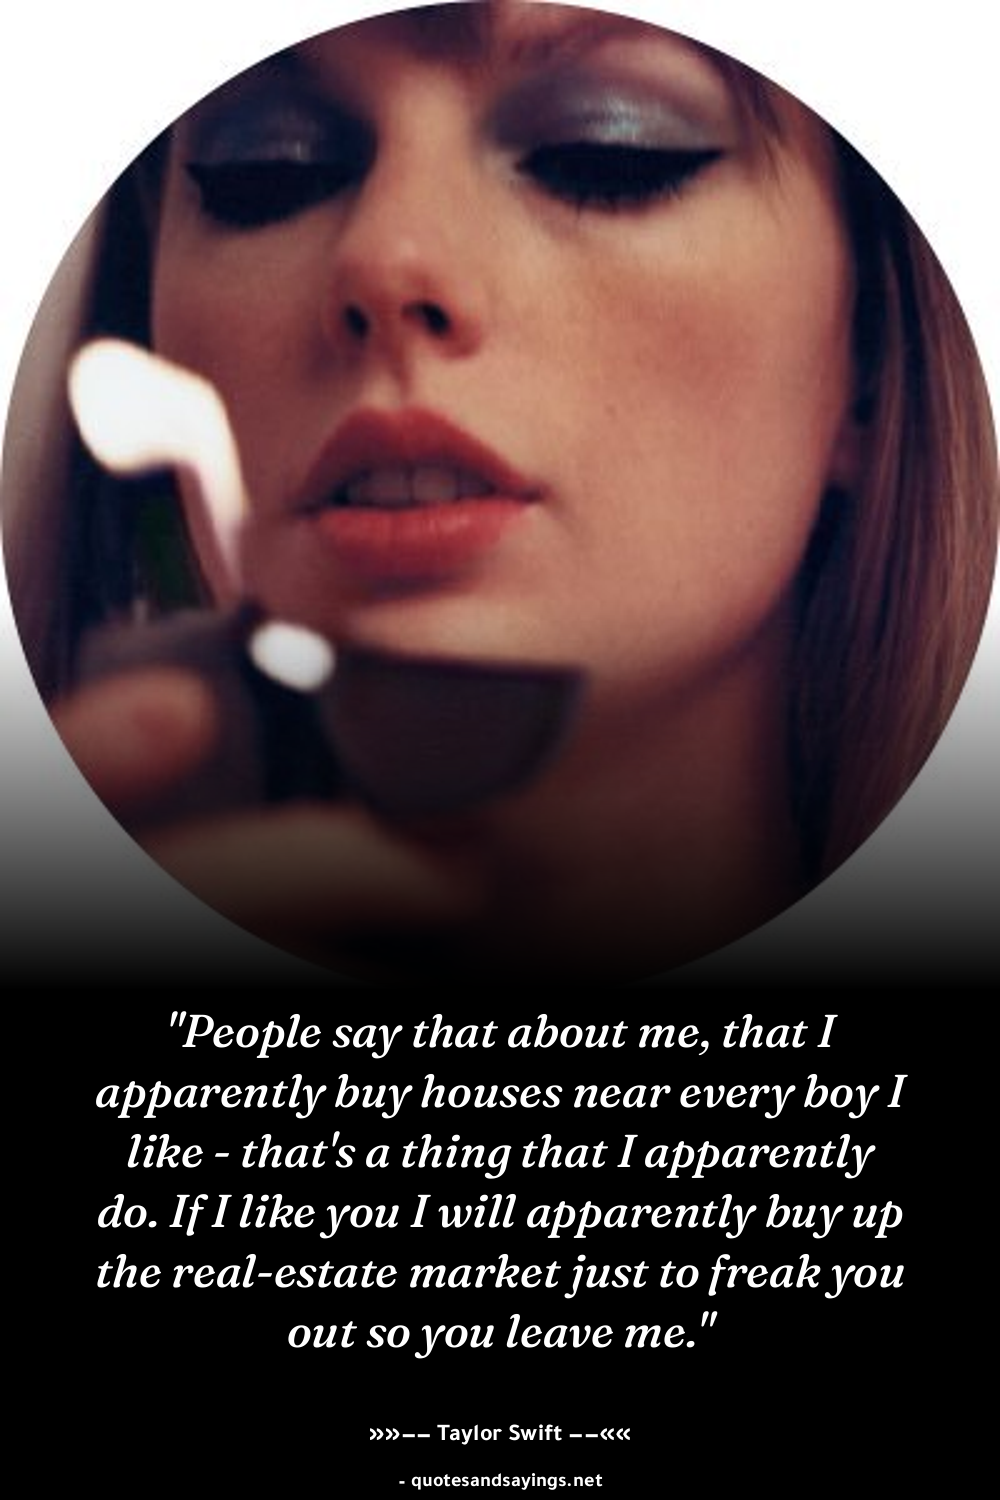 "People say that about me, that I
apparently buy houses near every boy I
like - that's a thing that I apparently
do. If I like you I will apparently buy up
the real-estate market just to freak you
out so you leave me."
»»–– Taylor Swift ––««
- quotesandsayings.net